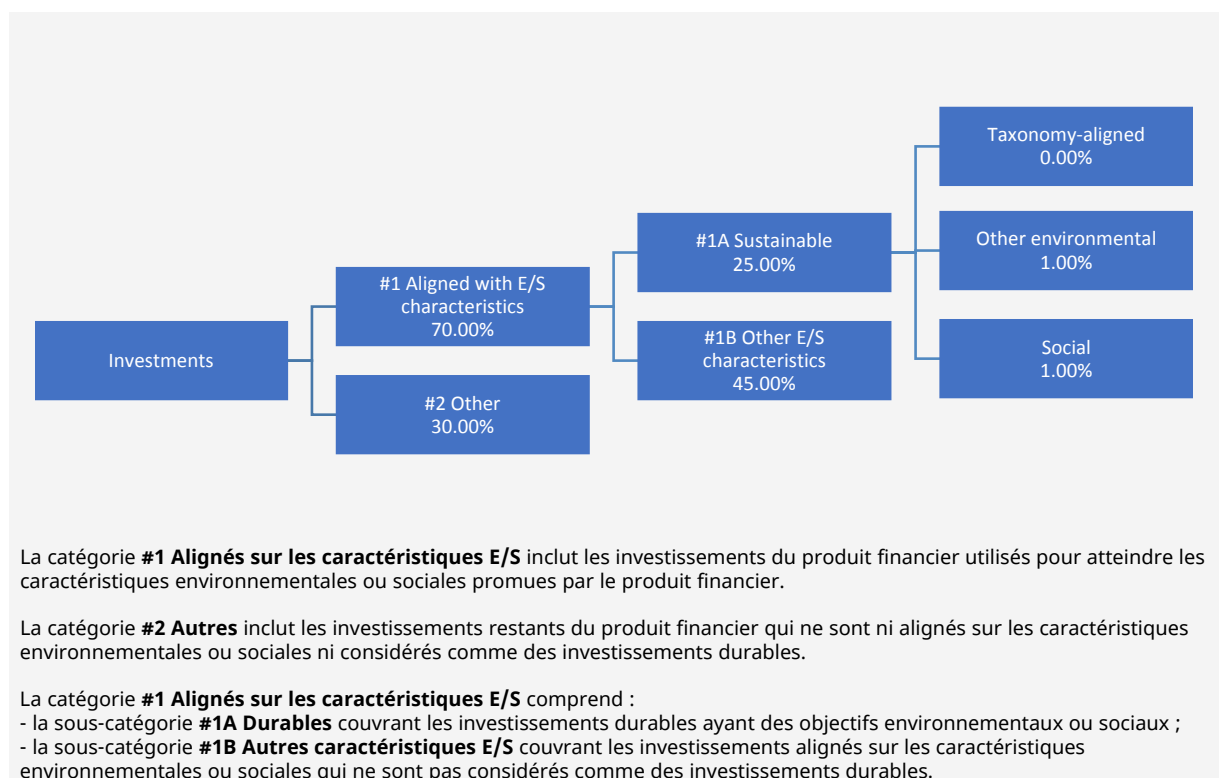 Investments
#1 Aligned with E/S
characteristics
70.00%
#2 Other
30.00%
#1A Sustainable
25.00%
#1B Other E/S
characteristics
45.00%
Taxonomy-aligned
0.00%
Other environmental
1.00%
Social
1.00%
La catégorie #1 Alignés sur les caractéristiques E/S inclut les investissements du produit financier utilisés pour atteindre les
caractéristiques environnementales ou sociales promues par le produit financier.
La catégorie #2 Autres inclut les investissements restants du produit financier qui ne sont ni alignés sur les caractéristiques
environnementales ou sociales ni considérés comme des investissements durables.
La catégorie #1 Alignés sur les caractéristiques E/S comprend :
- la sous-catégorie #1A Durables couvrant les investissements durables ayant des objectifs environnementaux ou sociaux ;
- la sous-catégorie #1B Autres caractéristiques E/S couvrant les investissements alignés sur les caractéristiques
environnementales ou sociales qui ne sont pas considérés comme des investissements durables.